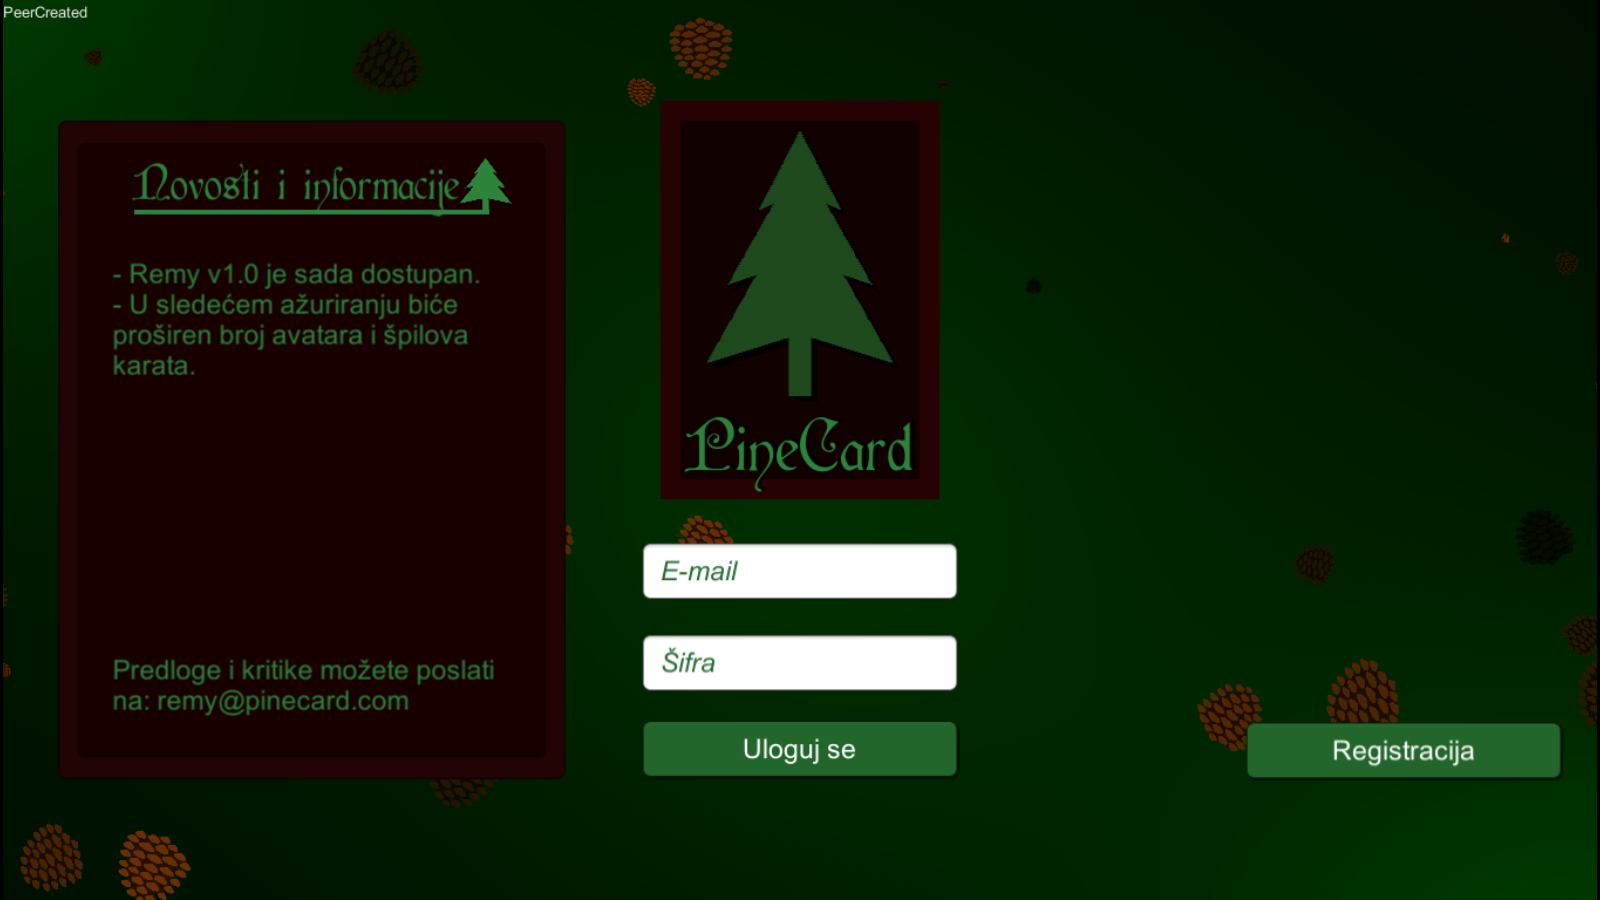 PeerCreated
Novosti i informacije
- Remy v1.0 je sada dostupan.
- U sledećem ažuriranju biće
proširen broj avatara i špilova
karata.
Predloge i kritike možete poslati
na: remy@pinecard.com
PineCard
E-mail
Šifra
Uloguj se
Registracija